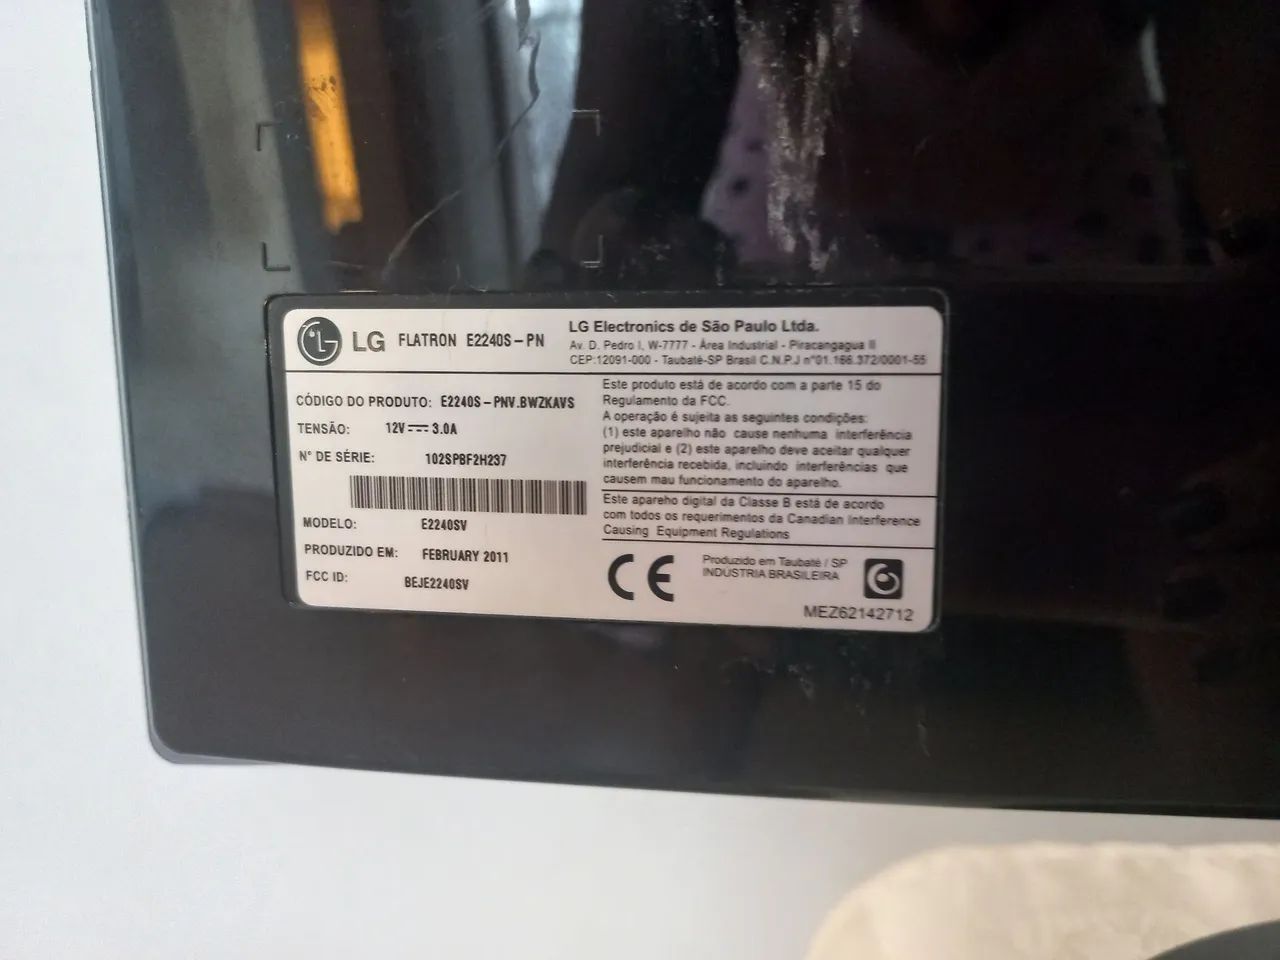 LG FLATRON E2240S-PN
LG Electronics de São Paulo Ltda.
Av. D. Pedro I, W-7777 - Área Industrial - Piracangagua II
CEP:12091-000 - Taubaté-SP Brasil C.N.P.J nº01.166.372/0001-55
CÓDIGO DO PRODUTO: E2240S-PNV.BWZKAVS
TENSÃO: 12V⎓3.0A
Nº DE SÉRIE: 102SPBF2H237
MODELO: E2240SV
PRODUZIDO EM: FEBRUARY 2011
FCC ID: BEJE2240SV
Este produto está de acordo com a parte 15 do
Regulamento da FCC.
A operação é sujeita as seguintes condições:
(1) este aparelho não cause nenhuma interferência
prejudicial e (2) este aparelho deve aceitar qualquer
interferência recebida, incluindo interferências que
causem mau funcionamento do aparelho.
Este apareho digital da Classe B está de acordo
com todos os requerimentos da Canadian Interference
Causing Equipment Regulations
CE
Produzido em Taubaté / SP
INDÚSTRIA BRASILEIRA
MEZ62142712